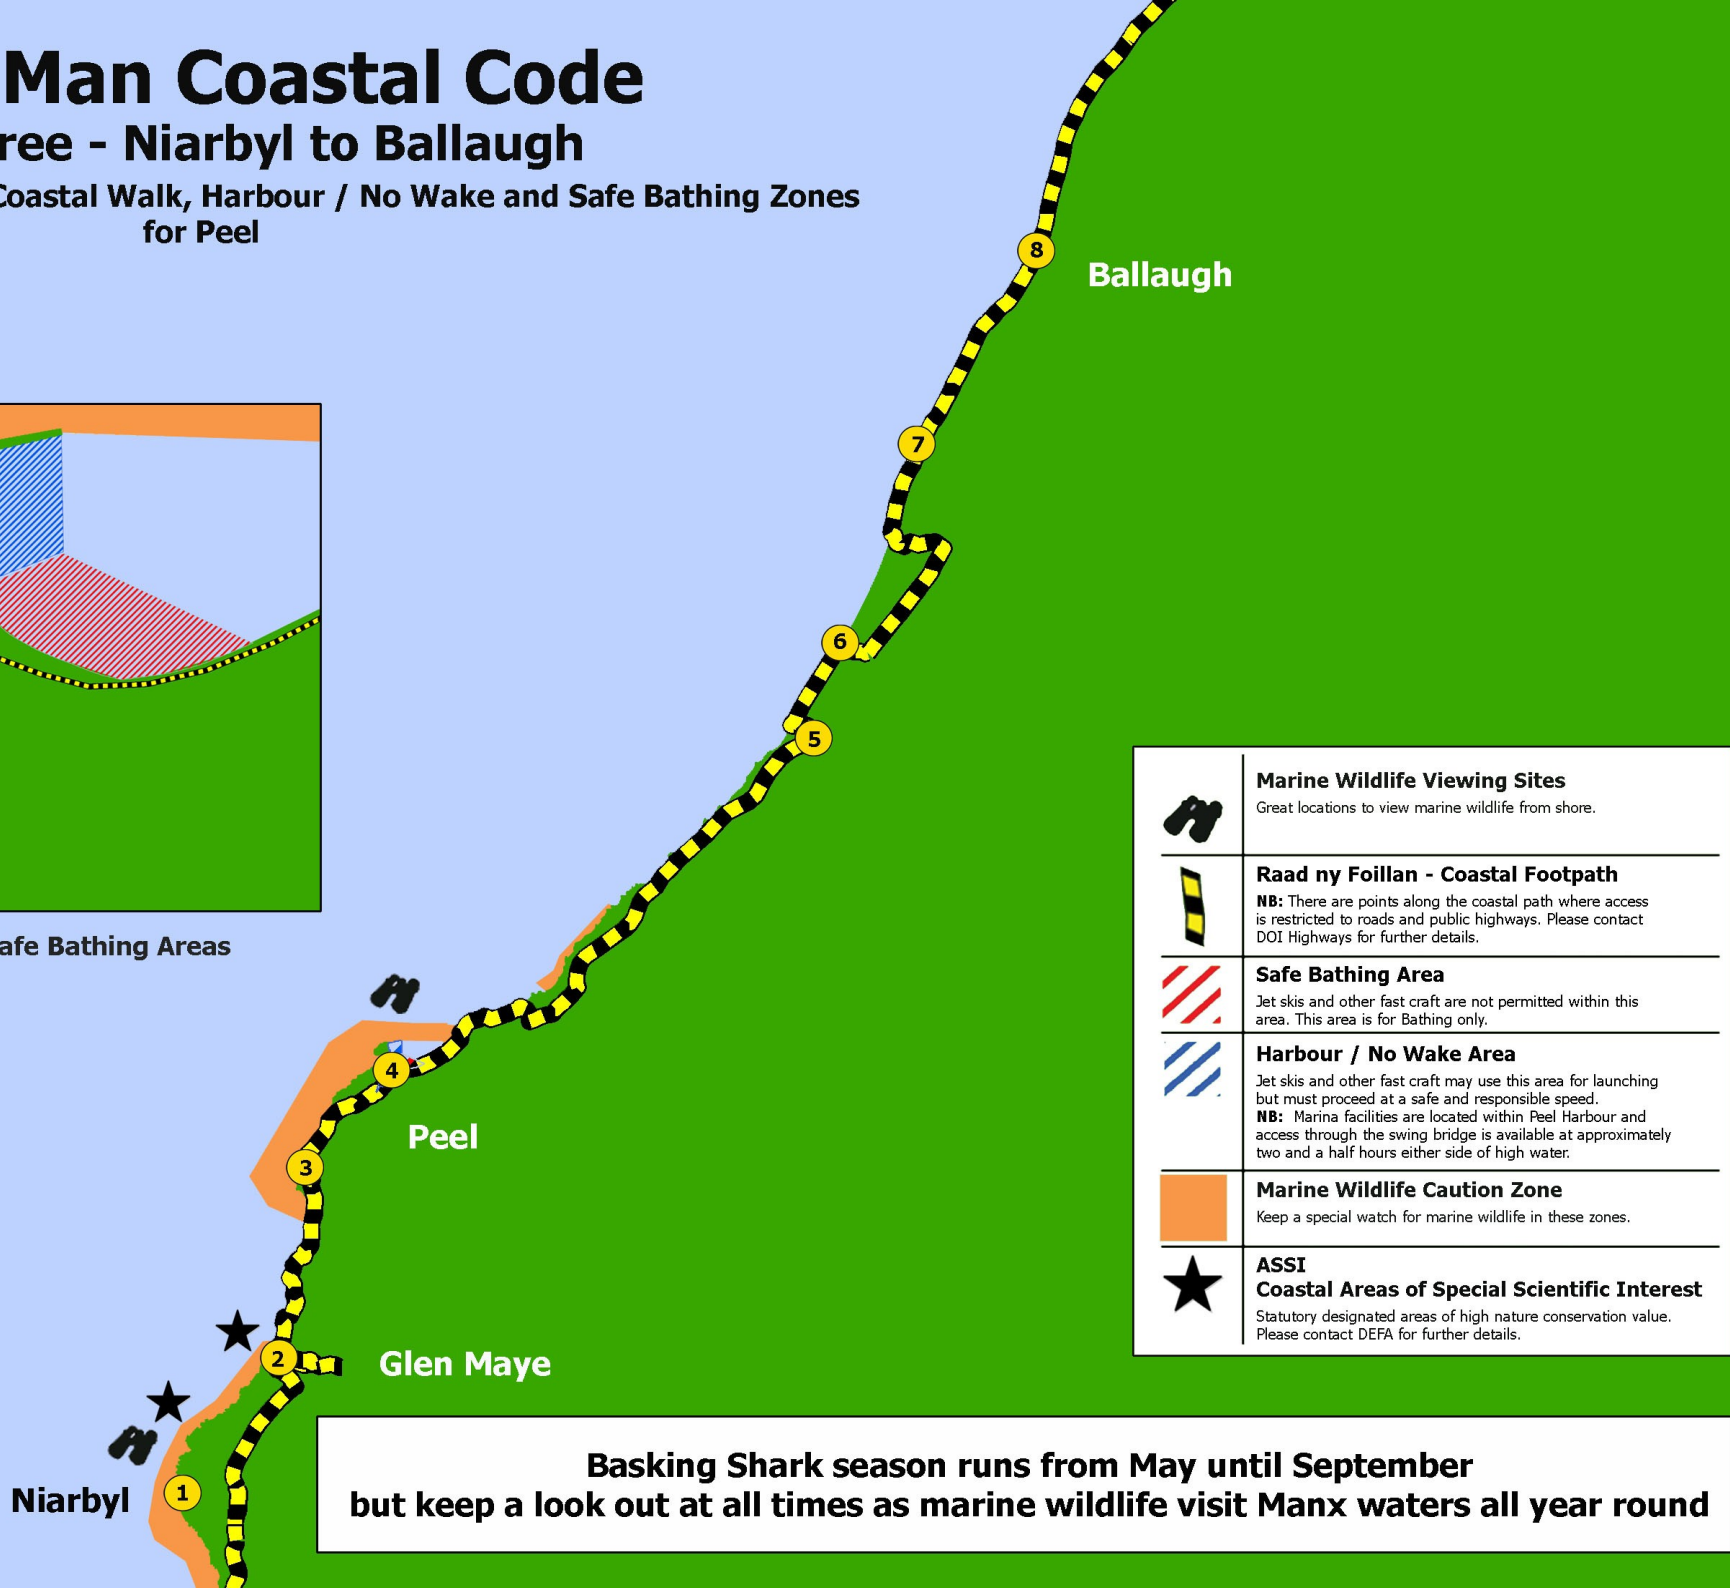 Man Coastal Code
ree - Niarbyl to Ballaugh
Coastal Walk, Harbour / No Wake and Safe Bathing Zones
for Peel
8
Ballaugh
7
6
5
afe Bathing Areas
4
Peel
3
2
Glen Maye
1
Niarbyl
Marine Wildlife Viewing Sites
Great locations to view marine wildlife from shore.
Raad ny Foillan - Coastal Footpath
NB: There are points along the coastal path where access
is restricted to roads and public highways. Please contact
DOI Highways for further details.
Safe Bathing Area
Jet skis and other fast craft are not permitted within this
area. This area is for Bathing only.
Harbour / No Wake Area
Jet skis and other fast craft may use this area for launching
but must proceed at a safe and responsible speed.
NB: Marina facilities are located within Peel Harbour and
access through the swing bridge is available at approximately
two and a half hours either side of high water.
Marine Wildlife Caution Zone
Keep a special watch for marine wildlife in these zones.
ASSI
Coastal Areas of Special Scientific Interest
Statutory designated areas of high nature conservation value.
Please contact DEFA for further details.
Basking Shark season runs from May until September
but keep a look out at all times as marine wildlife visit Manx waters all year round